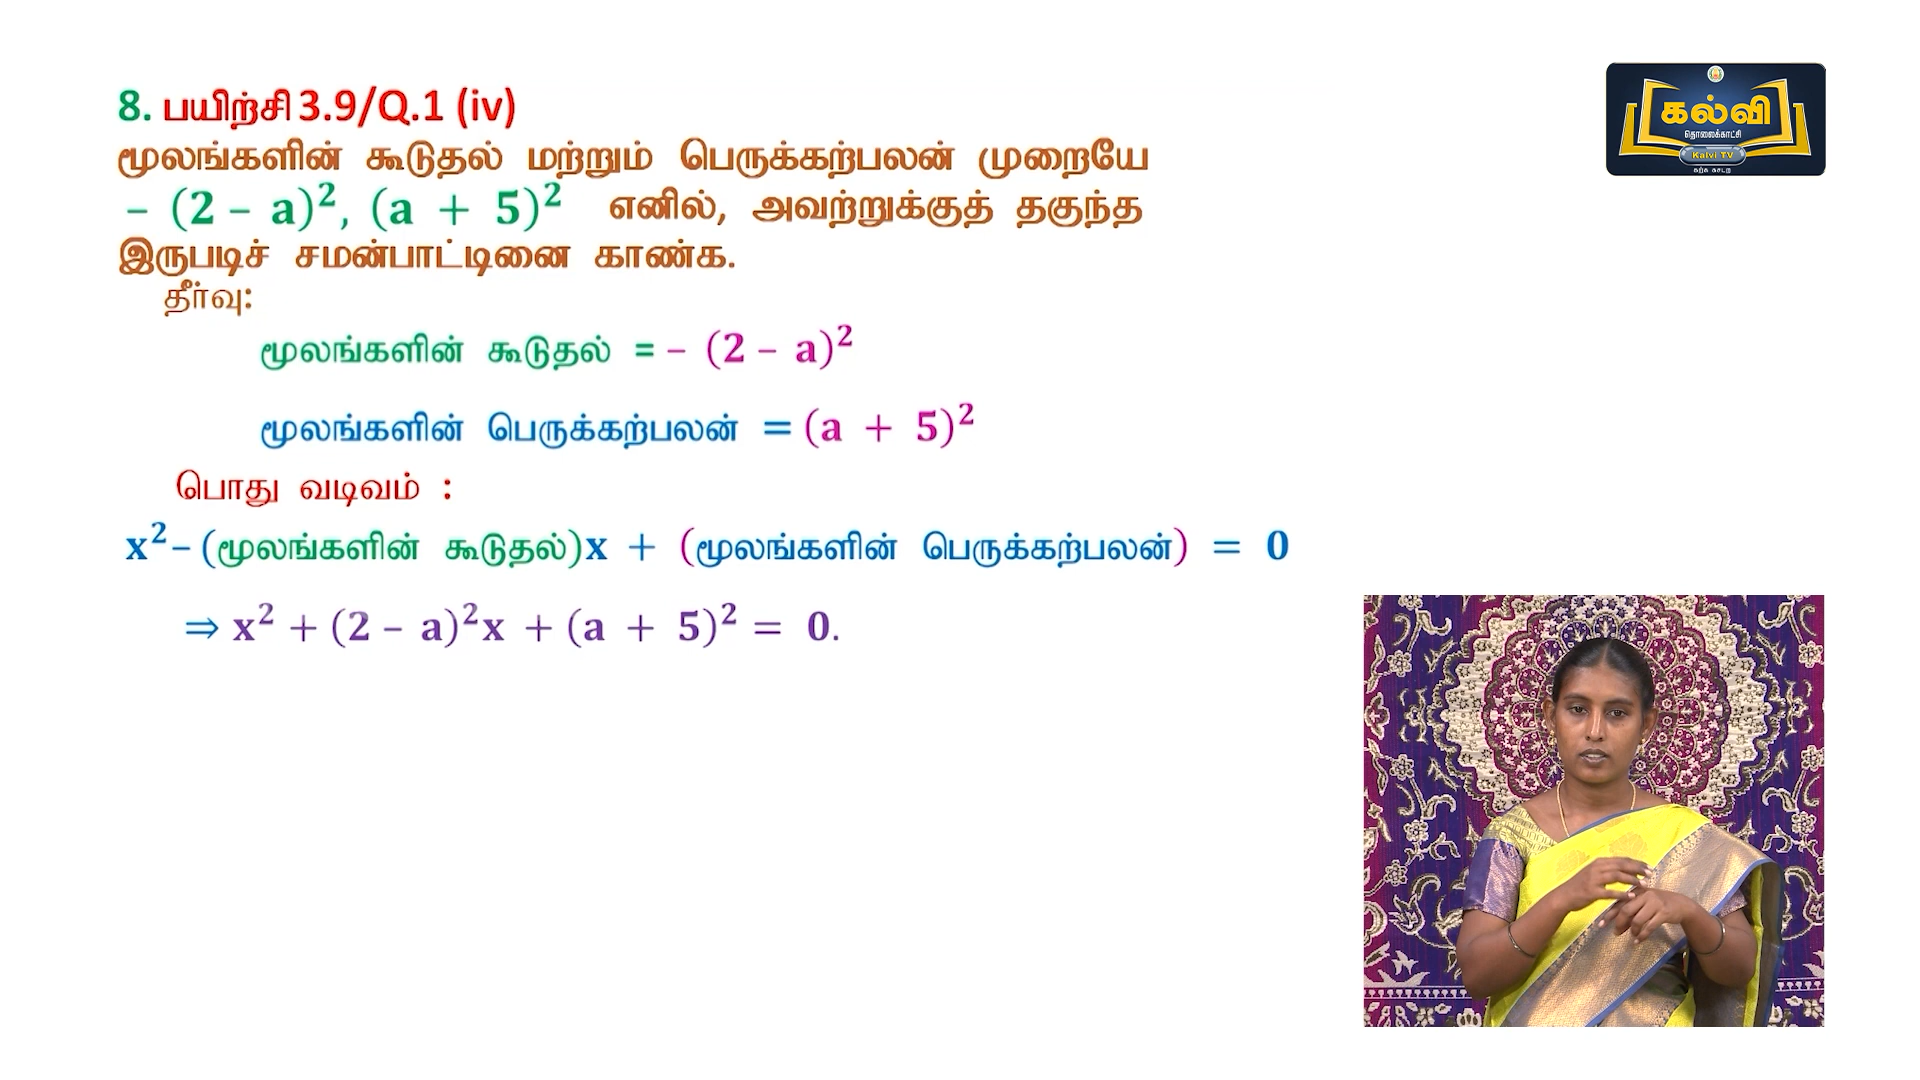 8. பயிற்சி 3.9/Q.1 (iv)
மூலங்களின் கூடுதல் மற்றும் பெருக்கற்பலன் முறையே
– (2 – a)², (a + 5)² எனில், அவற்றுக்குத் தகுந்த
இருபடிச் சமன்பாட்டினை காண்க.
தீர்வு:
மூலங்களின் கூடுதல் = – (2 – a)²
மூலங்களின் பெருக்கற்பலன் = (a + 5)²
பொது வடிவம் :
x² – (மூலங்களின் கூடுதல்)x + (மூலங்களின் பெருக்கற்பலன்) = 0
⇒ x² + (2 – a)²x + (a + 5)² = 0.
கல்வி
தொலைக்காட்சி
Kalvi TV
கற்க கசடற